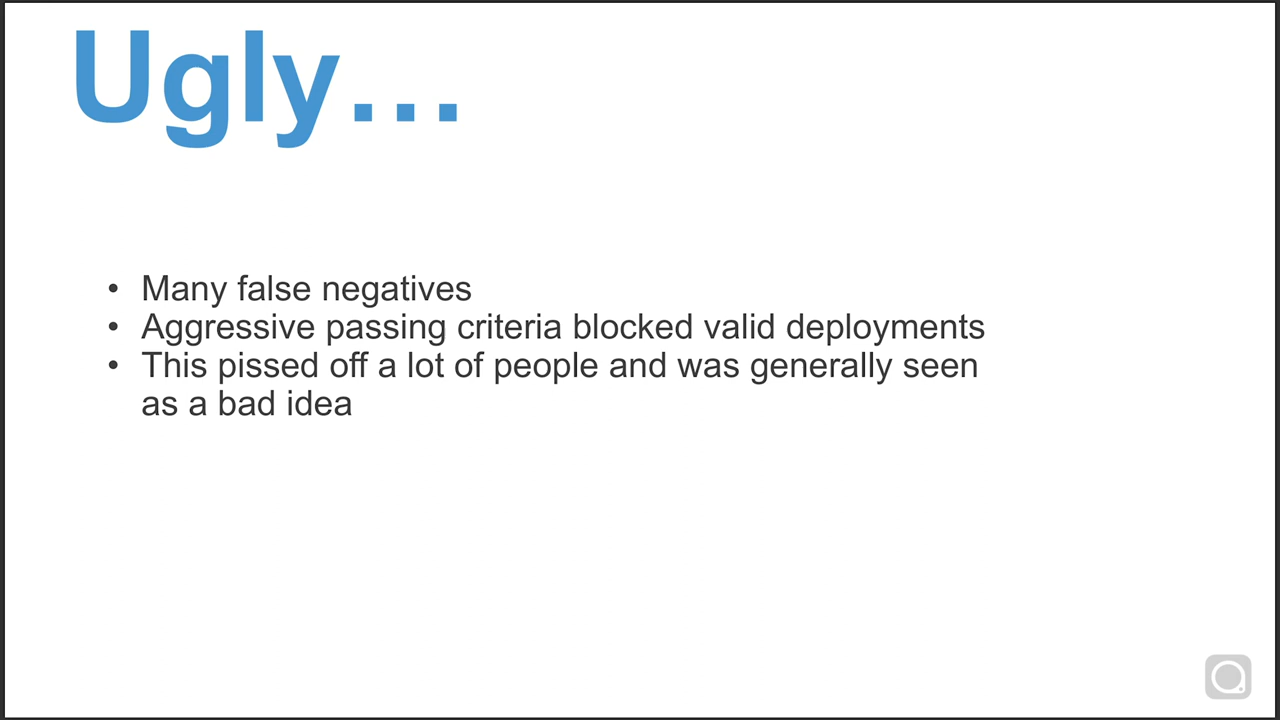 Ugly…
• Many false negatives
• Aggressive passing criteria blocked valid deployments
• This pissed off a lot of people and was generally seen
as a bad idea